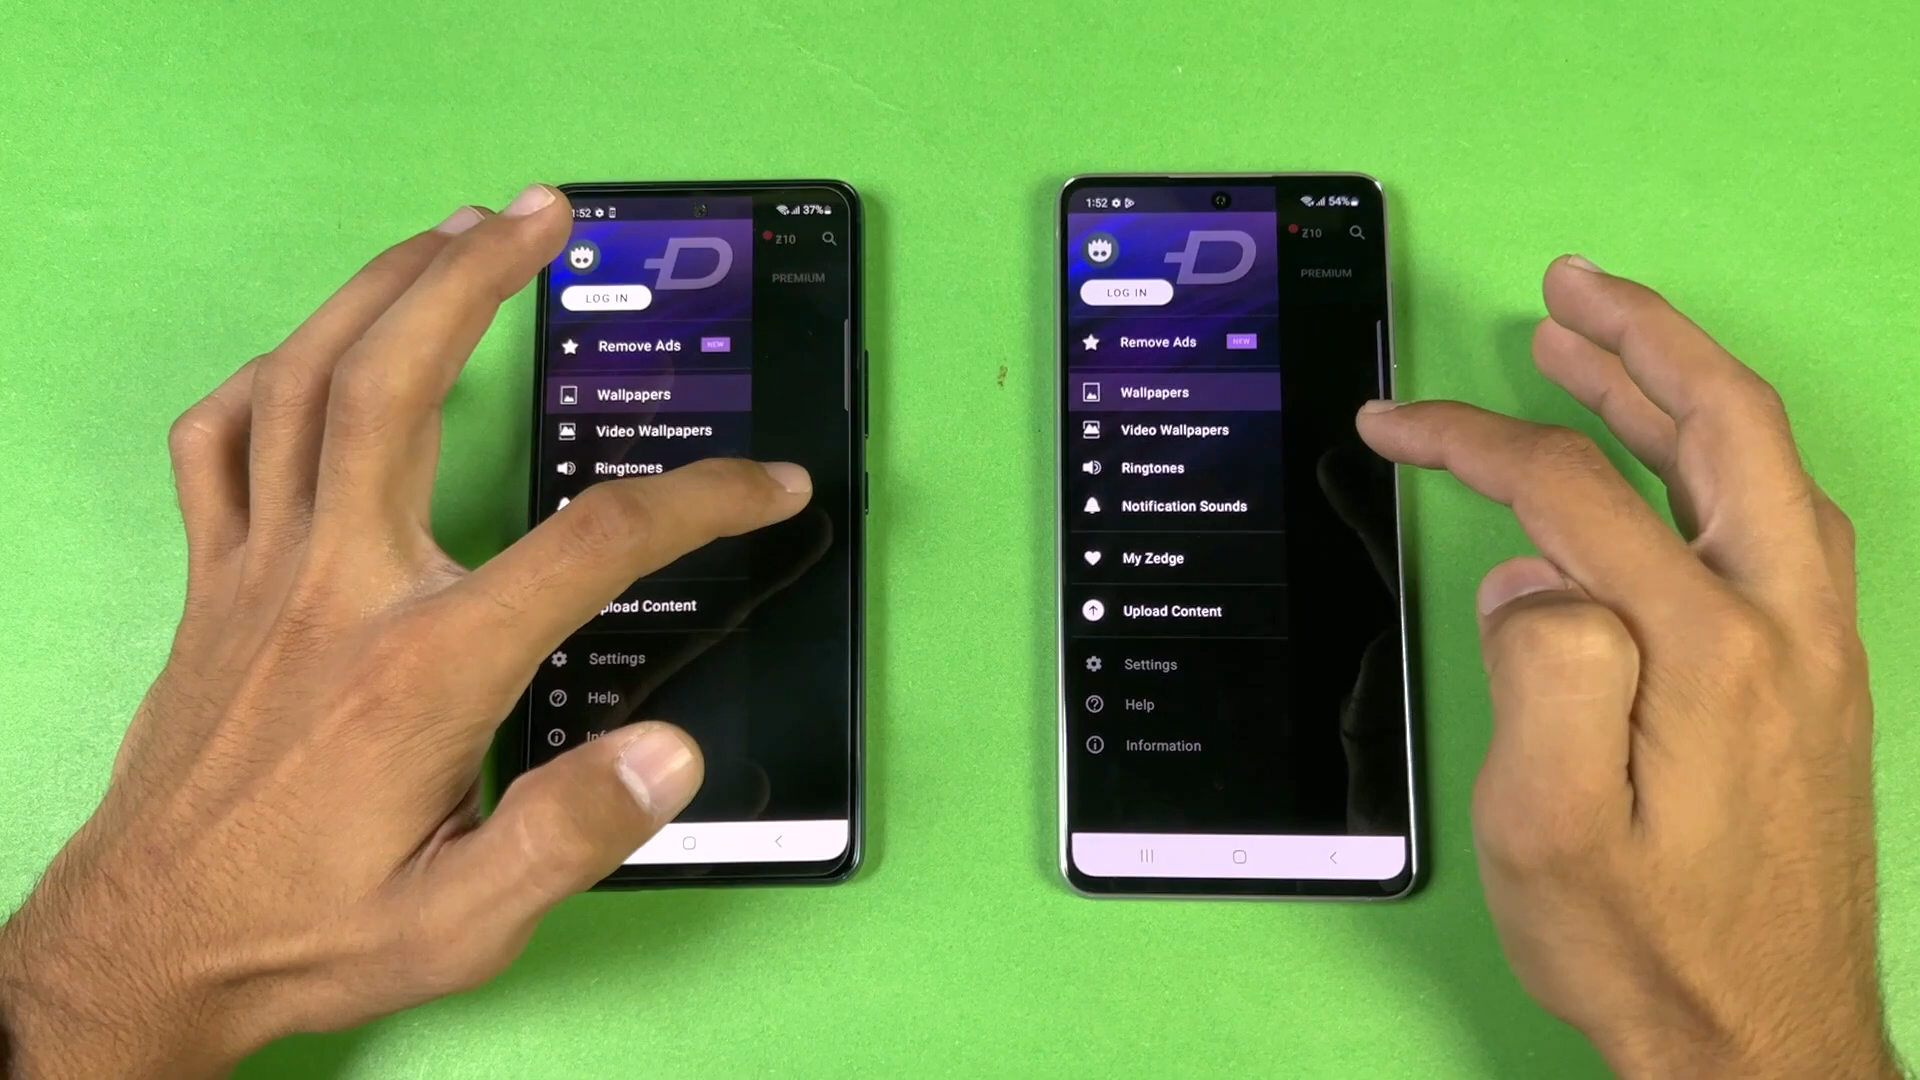 1:52
37%
210
PREMIUM
LOG IN
Remove Ads
NEW
Wallpapers
Video Wallpapers
Ringtones
pload Content
Settings
Help
1:52
54%
210
PREMIUM
LOG IN
Remove Ads
NEW
Wallpapers
Video Wallpapers
Ringtones
Notification Sounds
My Zedge
Upload Content
Settings
Help
Information